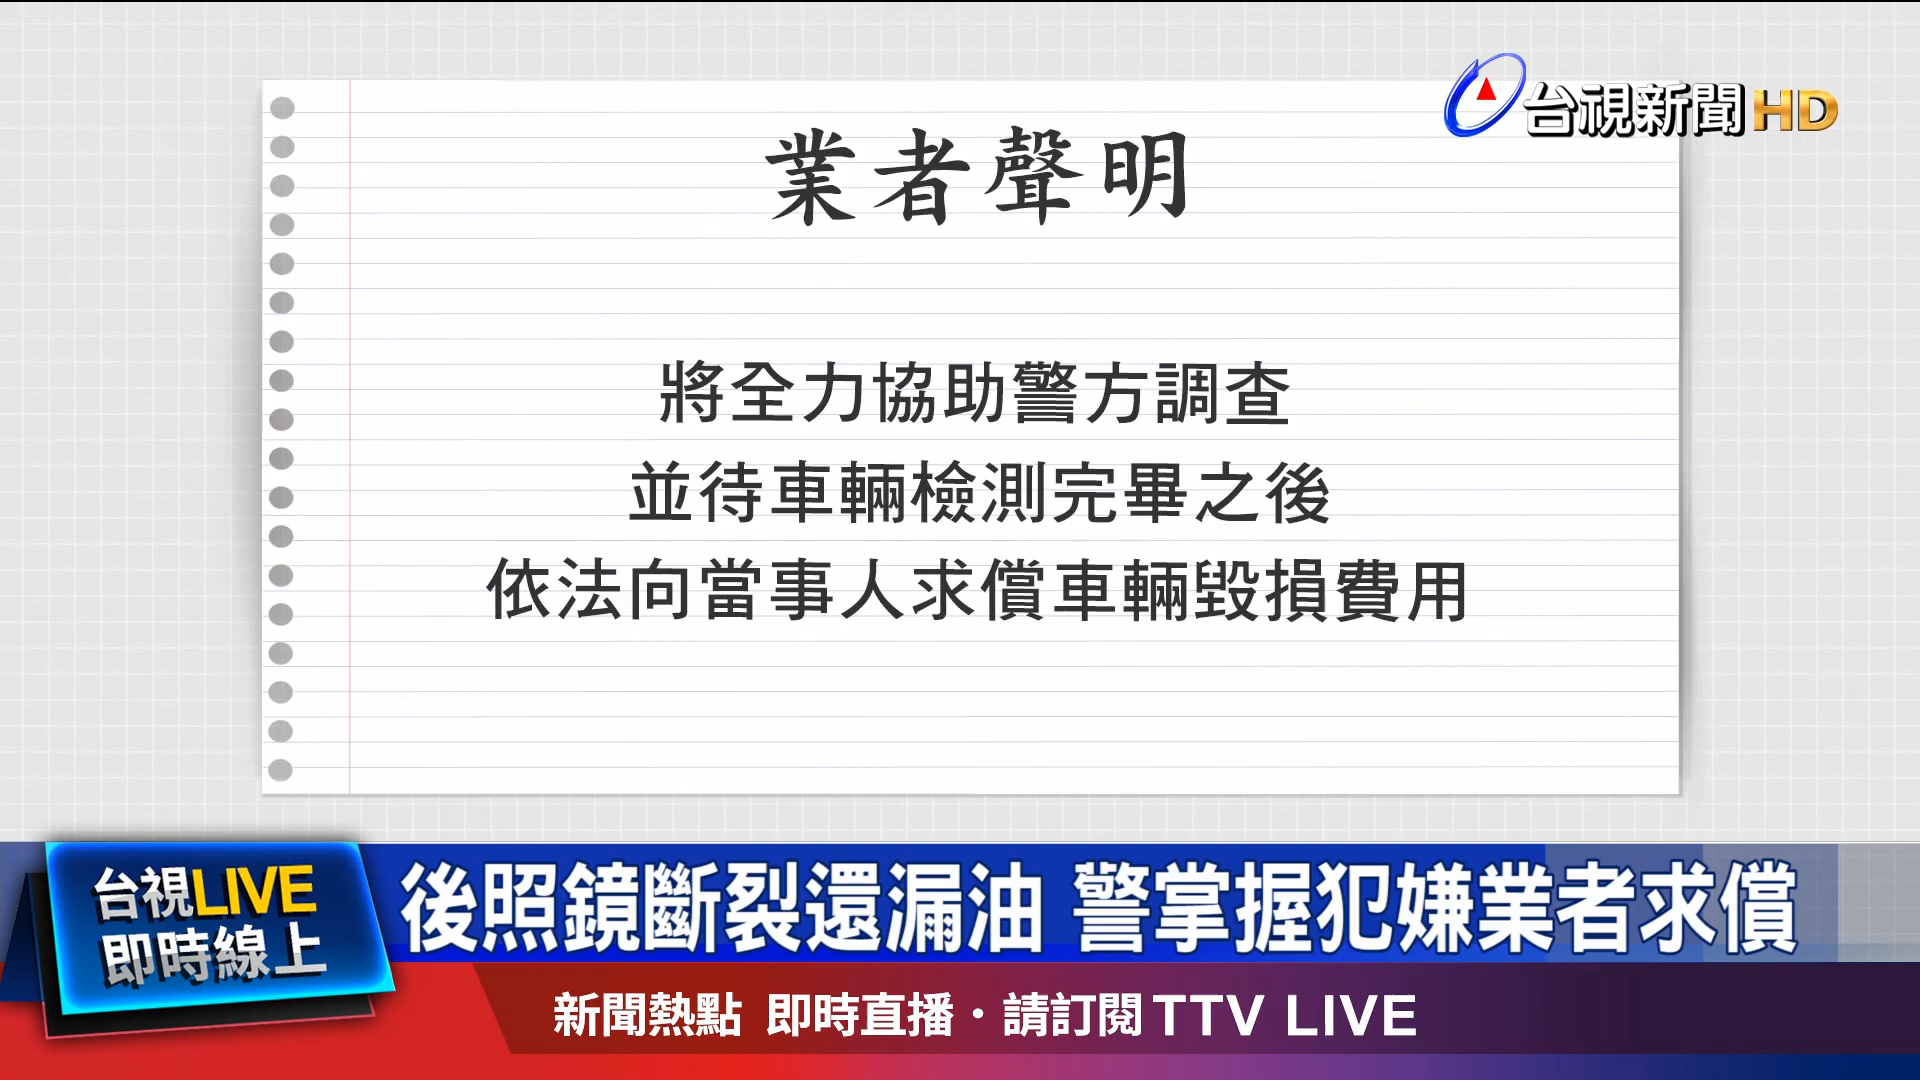 台視新聞HD
業者聲明
將全力協助警方調查
並待車輛檢測完畢之後
依法向當事人求償車輛毀損費用
台視LIVE
即時線上
後照鏡斷裂還漏油 警掌握犯嫌業者求償
新聞熱點 即時直播・請訂閱TTV LIVE